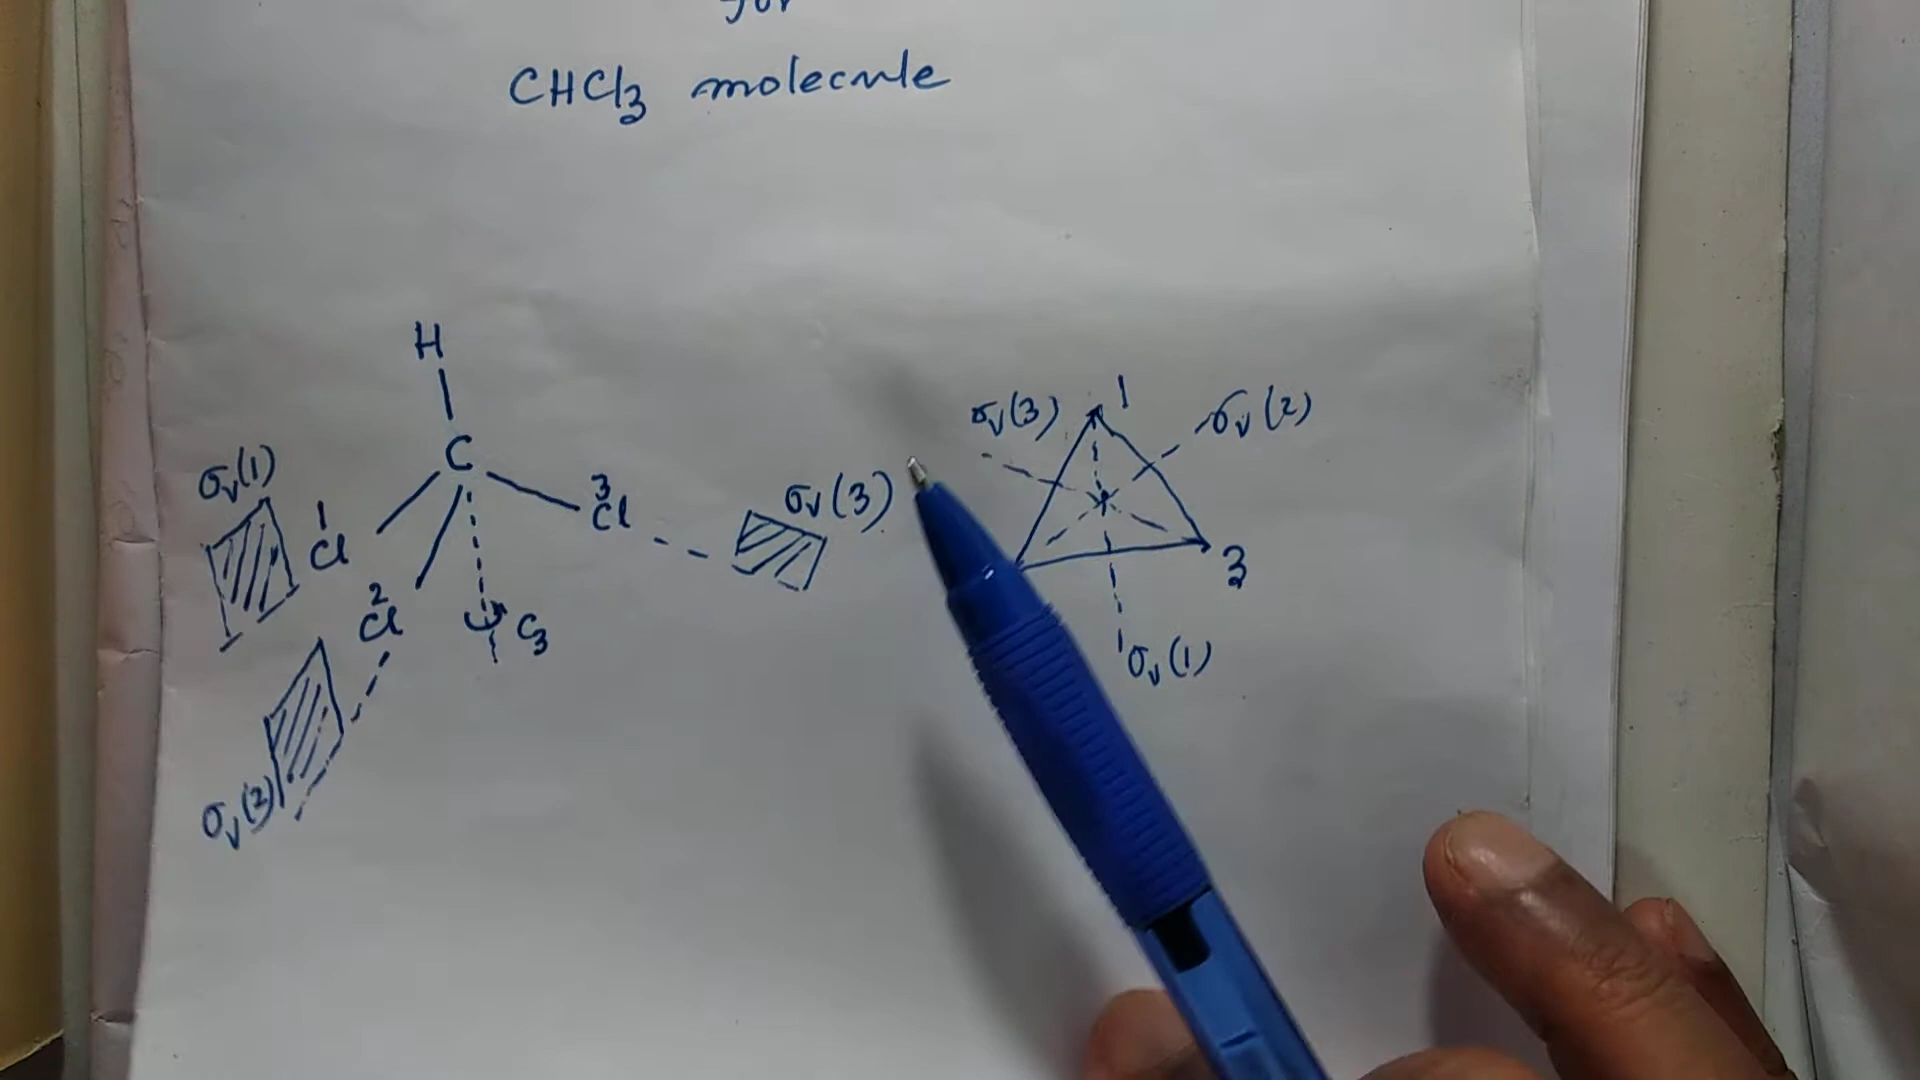 for
CHCl3 molecule
H
C
σv(1)
1
Cl
2
Cl
3
Cl
σv(3)
C3
σv(2)
σv(3)
1
σv(2)
3
σv(1)